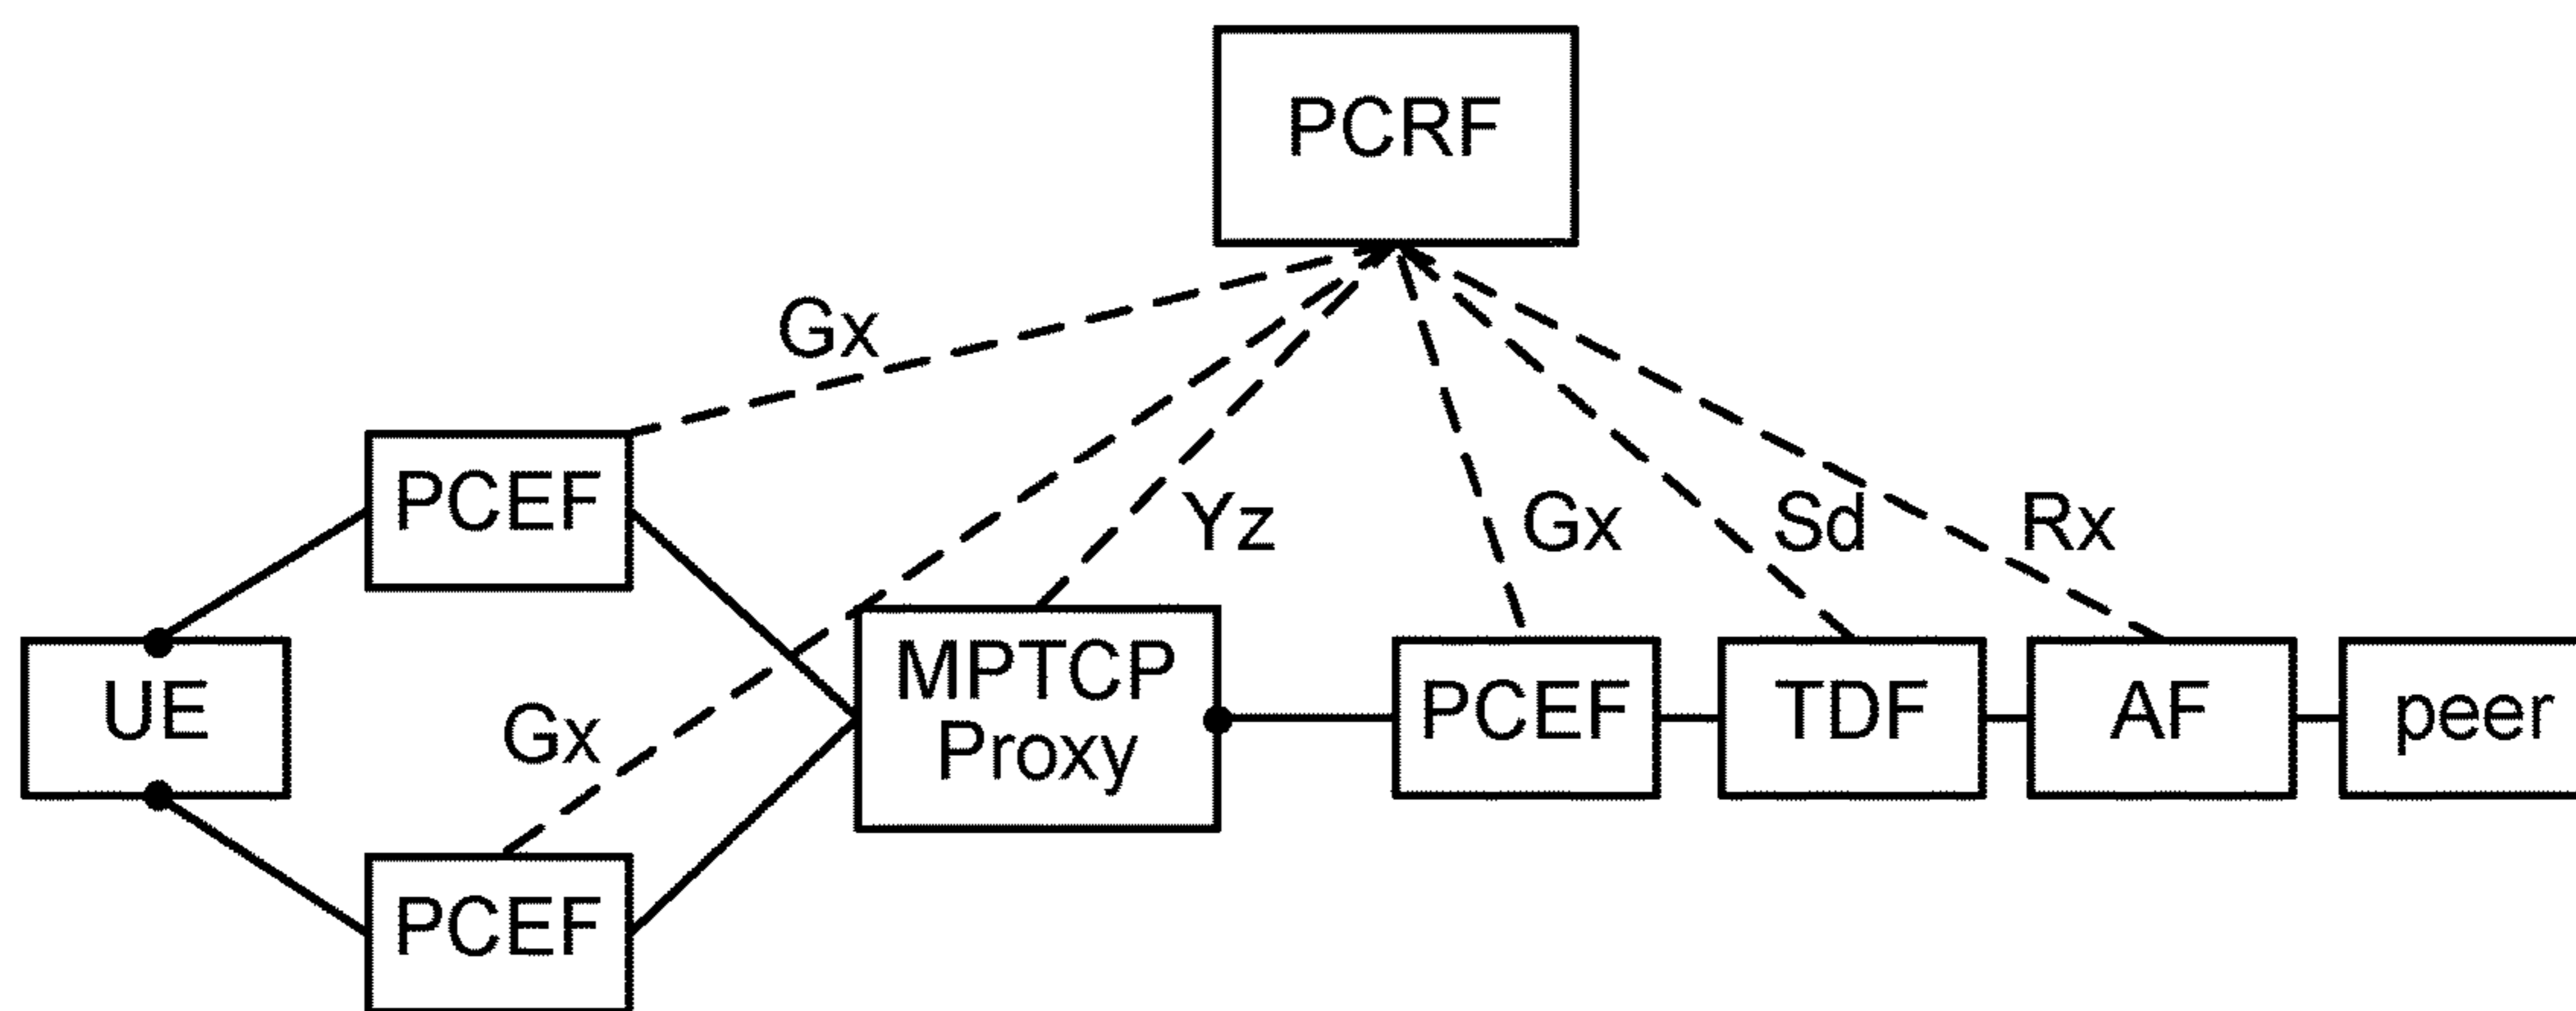 PCRF
Gx
PCEF
Yz
Gx
Sd
Rx
UE
Gx
MPTCP
Proxy
PCEF
TDF
AF
peer
PCEF